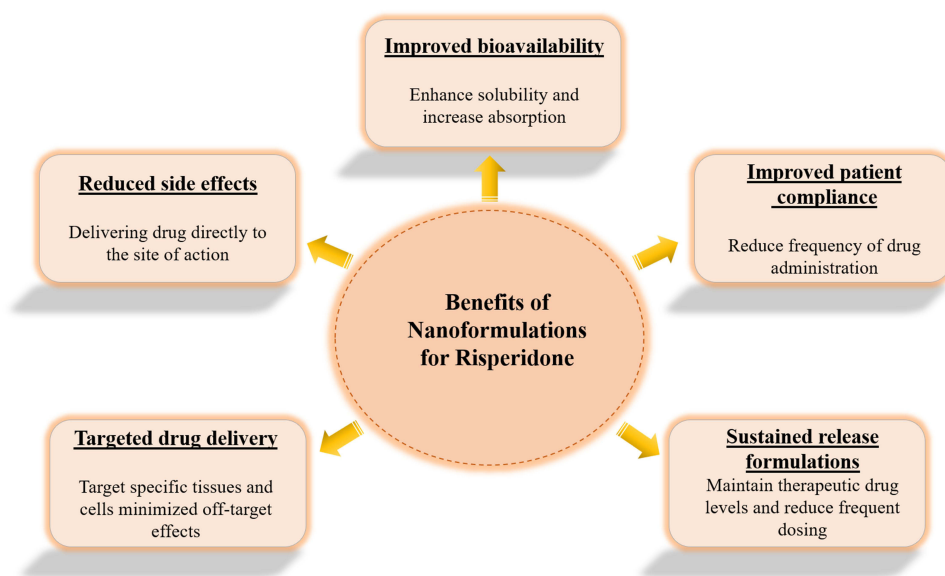 Improved bioavailability
Enhance solubility and
increase absorption
Reduced side effects
Delivering drug directly to
the site of action
Improved patient
compliance
Reduce frequency of drug
administration
Benefits of
Nanoformulations
for Risperidone
Targeted drug delivery
Target specific tissues and
cells minimized off-target
effects
Sustained release
formulations
Maintain therapeutic drug
levels and reduce frequent
dosing